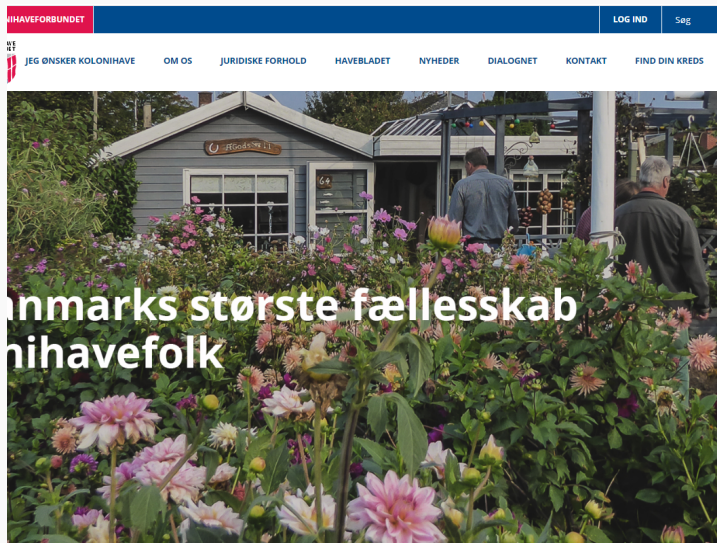 NIHAVEFORBUNDET
LOG IND
Søg
JEG ØNSKER KOLONIHAVE
OM OS
JURIDISKE FORHOLD
HAVEBLADET
NYHEDER
DIALOGNET
KONTAKT
FIND DIN KREDS
64
anmarks største fællesskab
nihavefolk